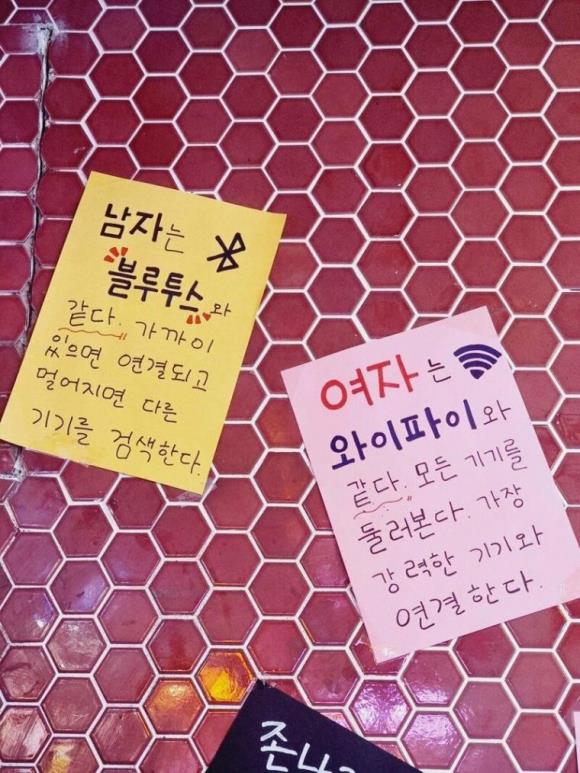 남자는
블루투스와
같다. 가까이
있으면 연결되고
멀어지면 다른
기기를 검색한다.
여자는
와이파이와
같다. 모든 기기를
둘러본다. 가장
강력한 기기와
연결한다.
존나